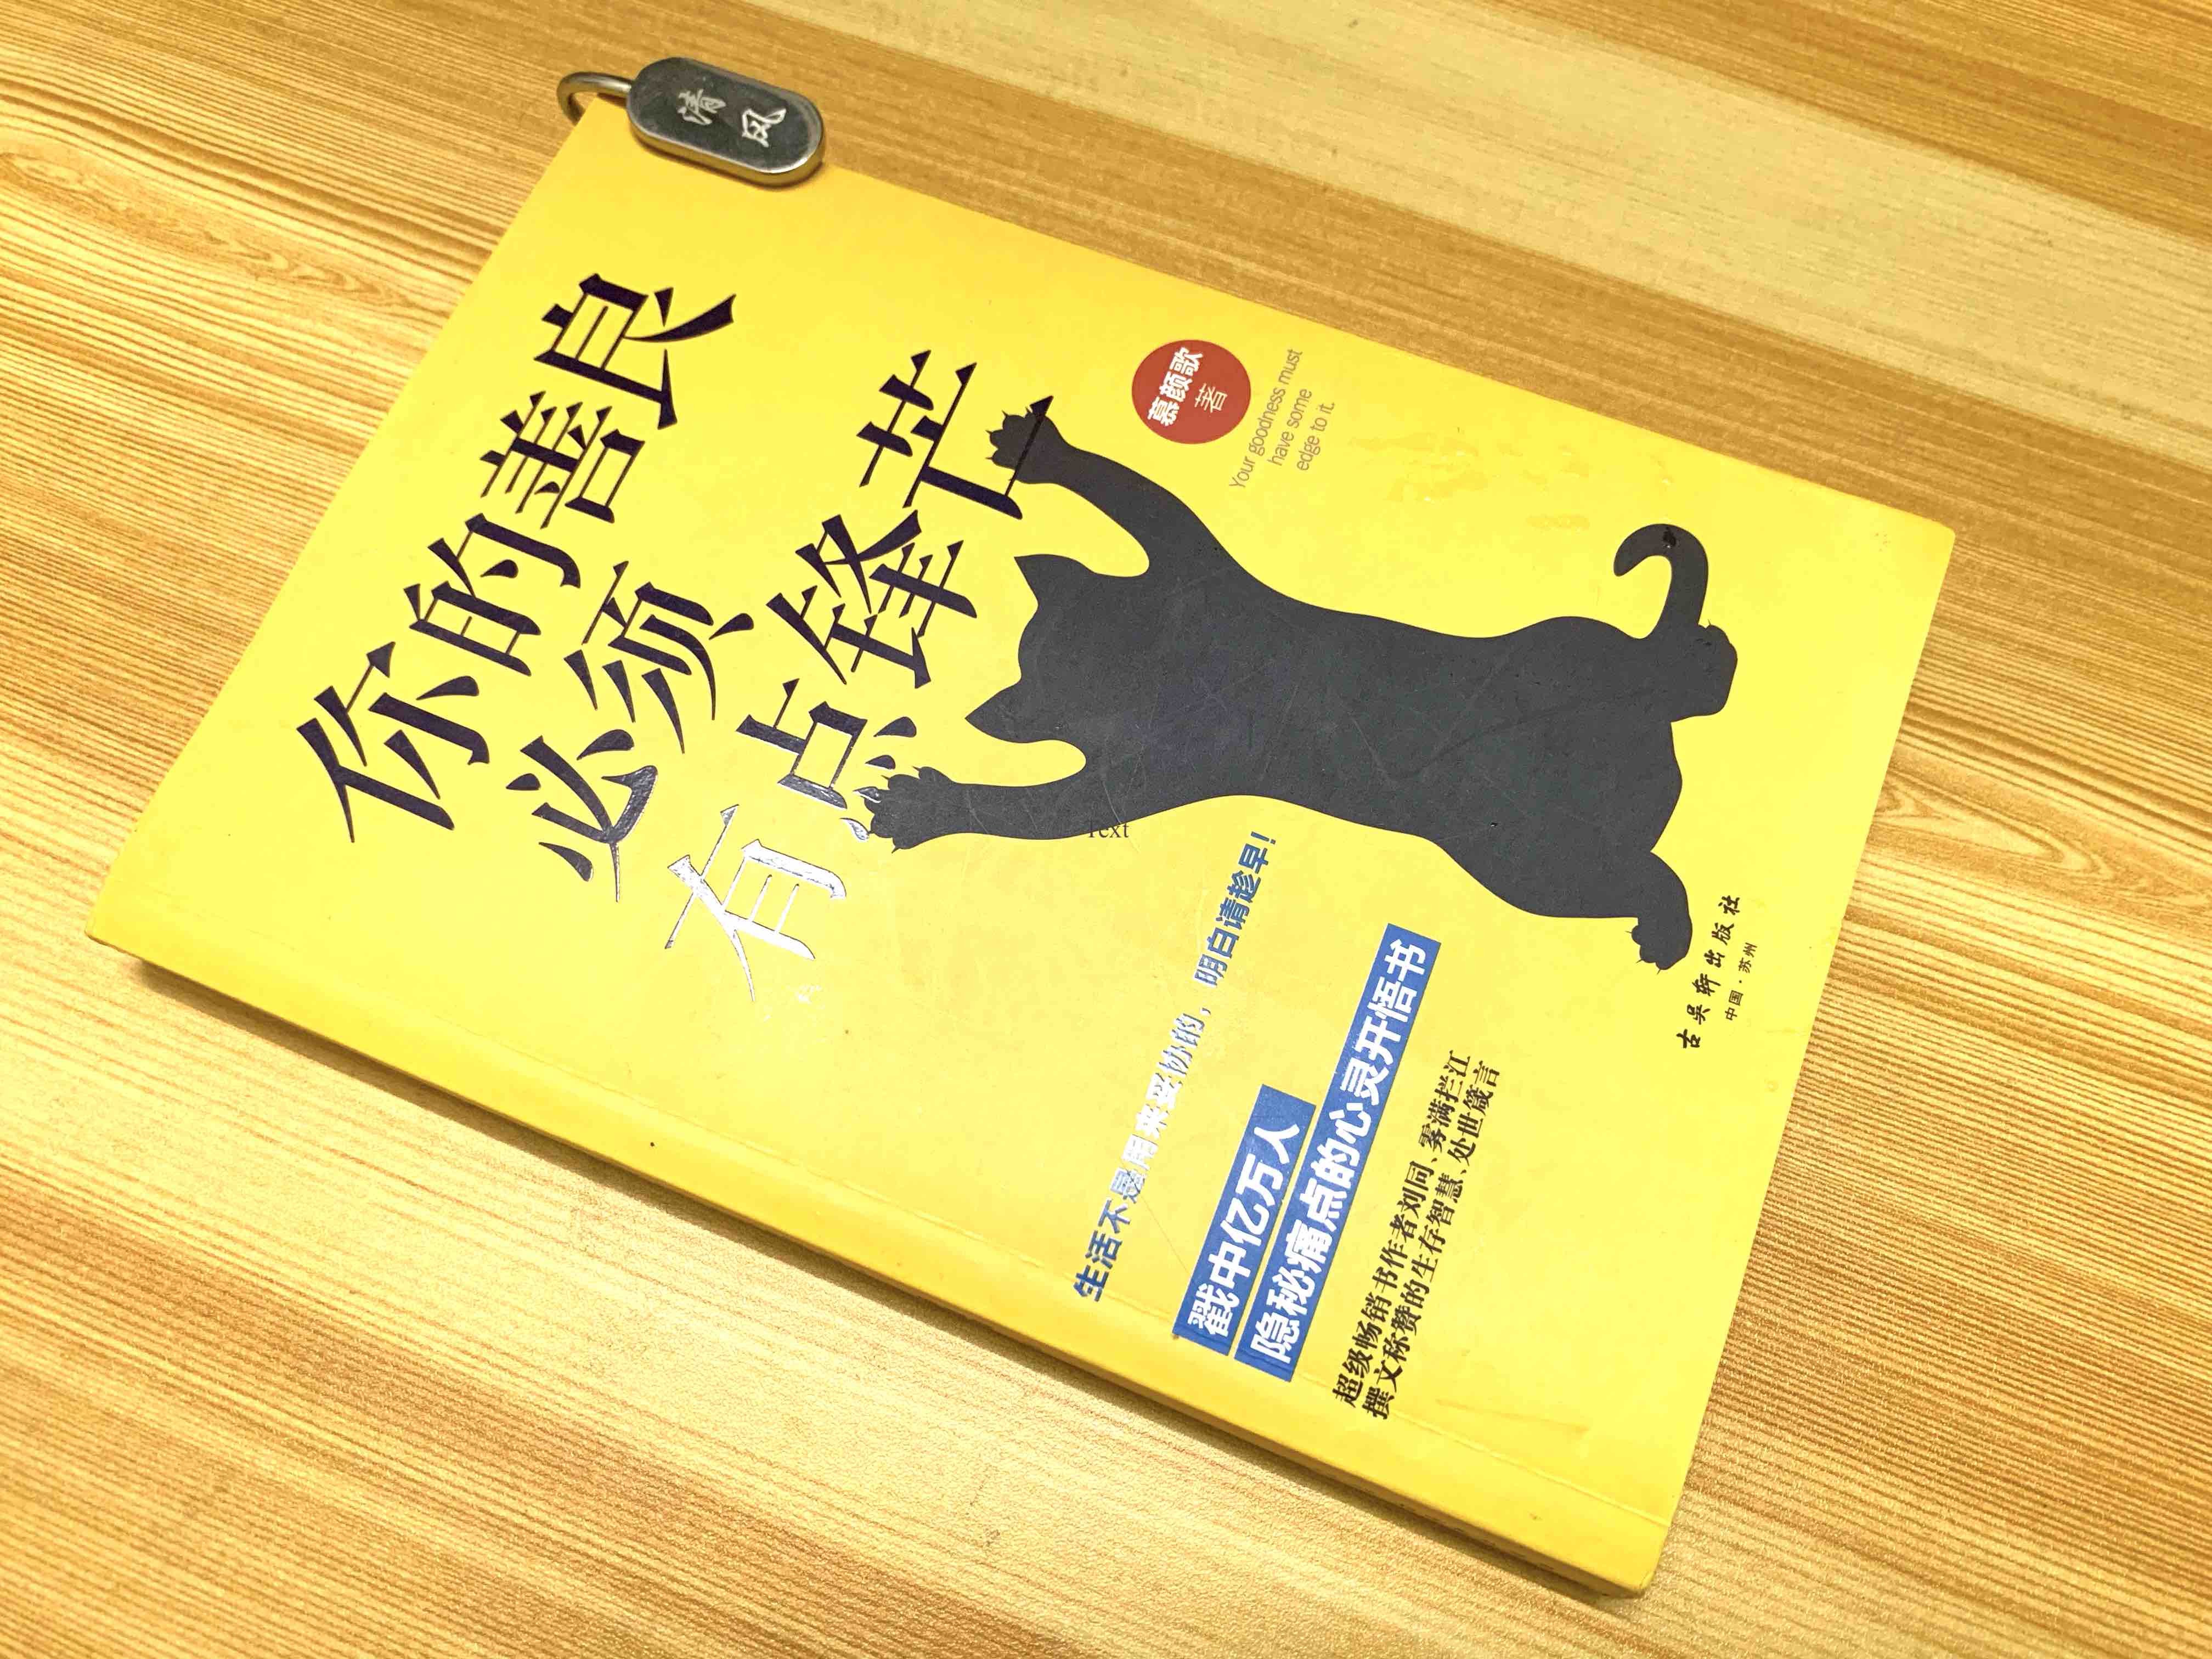 清风
你的善良
必须
有点锋芒
慕颜歌
著
Your goodness must
have some
edge to it.
Text
生活不是用来妥协的，明白请趁早！
戳中亿万人
隐秘痛点的心灵开悟书
超级畅销书作者刘同、雾满拦江
撰文称赞的生存智慧、处世箴言
古吴轩出版社
中国·苏州